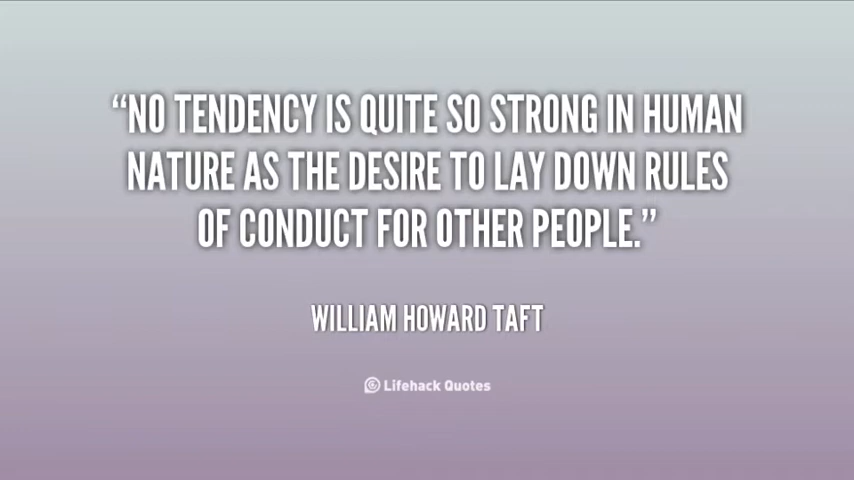 “NO TENDENCY IS QUITE SO STRONG IN HUMAN
NATURE AS THE DESIRE TO LAY DOWN RULES
OF CONDUCT FOR OTHER PEOPLE.”
WILLIAM HOWARD TAFT
Lifehack Quotes